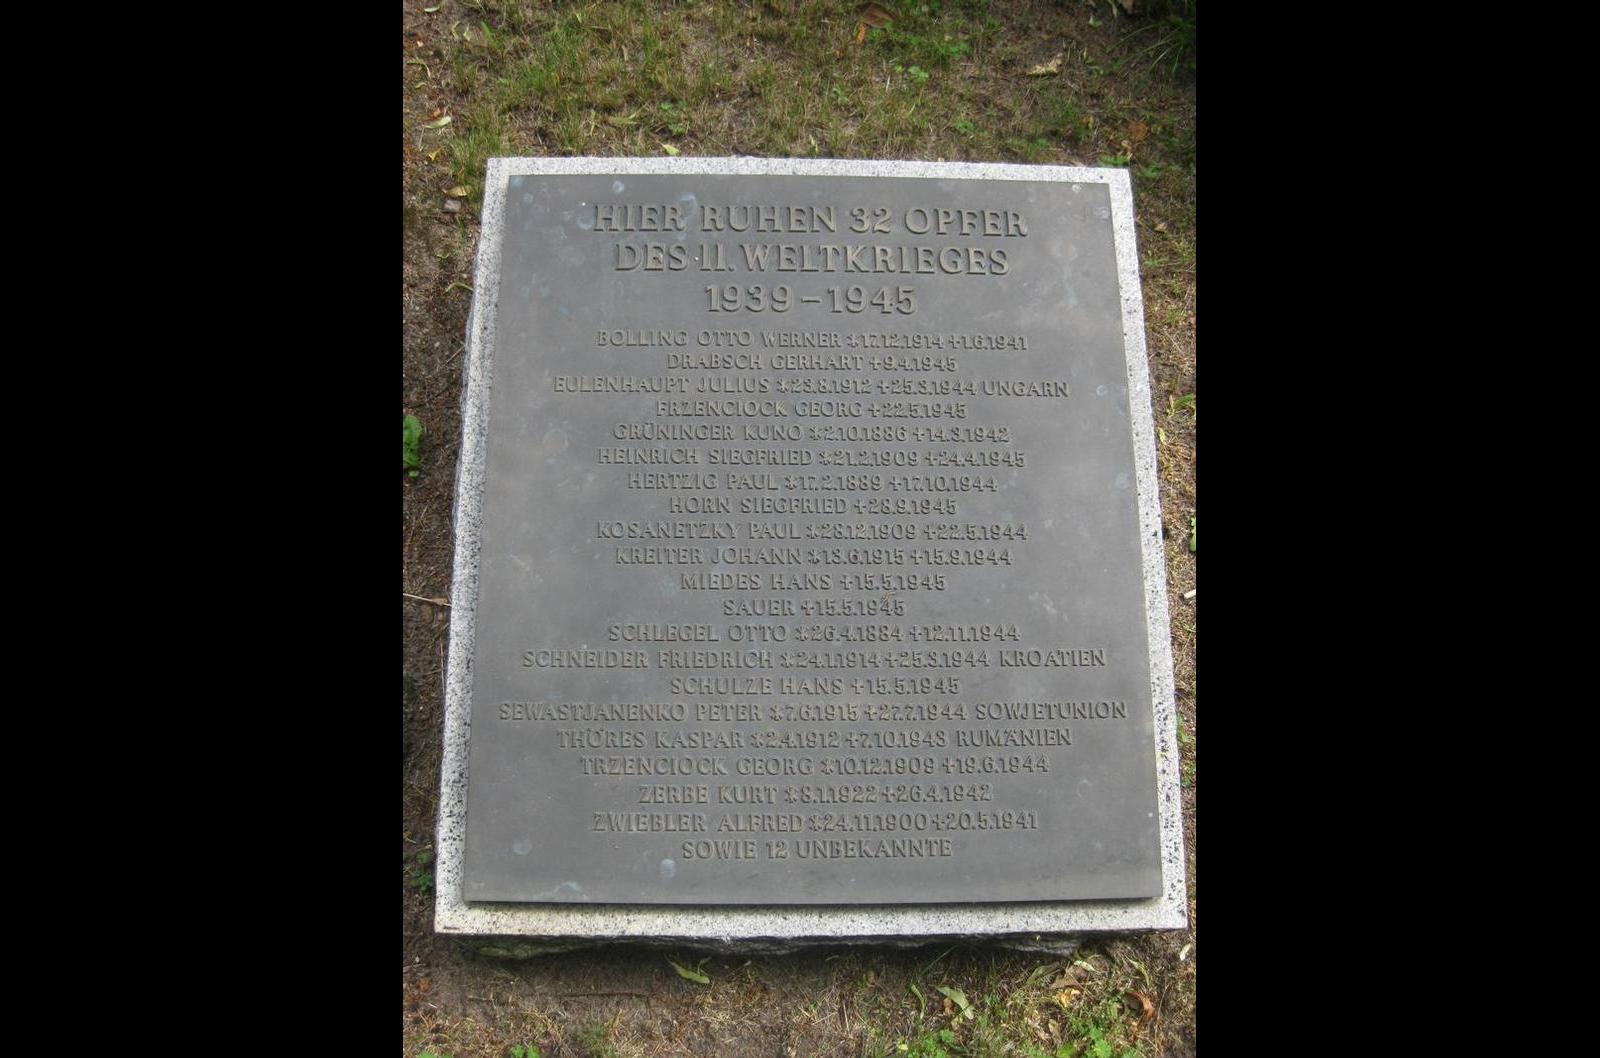 HIER RUHEN 32 OPFER
DES II. WELTKRIEGES
1939 – 1945
BOLLING OTTO WERNER *17.12.1914 +1.6.1941
DRABSCH GERHART +9.4.1945
EULENHAUPT JULIUS *23.8.1912 +25.3.1944 UNGARN
FRZENCIOCK GEORG +22.5.1945
GRÜNINGER KUNO *2.10.1886 +14.3.1942
HEINRICH SIEGFRIED *21.2.1909 +24.4.1945
HERTZIG PAUL *17.2.1889 +17.10.1944
HORN SIEGFRIED +28.9.1945
KOSANETZKY PAUL *28.12.1909 +22.5.1944
KREITER JOHANN *13.6.1915 +15.9.1944
MIEDES HANS +15.5.1945
SAUER +15.5.1945
SCHLEGEL OTTO *26.4.1884 +12.11.1944
SCHNEIDER FRIEDRICH *24.1.1914 +25.3.1944 KROATIEN
SCHULZE HANS +15.5.1945
SEWASTJANENKO PETER *7.6.1915 +27.7.1944 SOWJETUNION
THÖRES KASPAR *2.4.1912 +7.10.1943 RUMÄNIEN
TRZENCIOCK GEORG *10.12.1909 +19.6.1944
ZERBE KURT *8.1.1922 +26.4.1942
ZWIEBLER ALFRED *24.11.1900 +20.5.1941
SOWIE 12 UNBEKANNTE